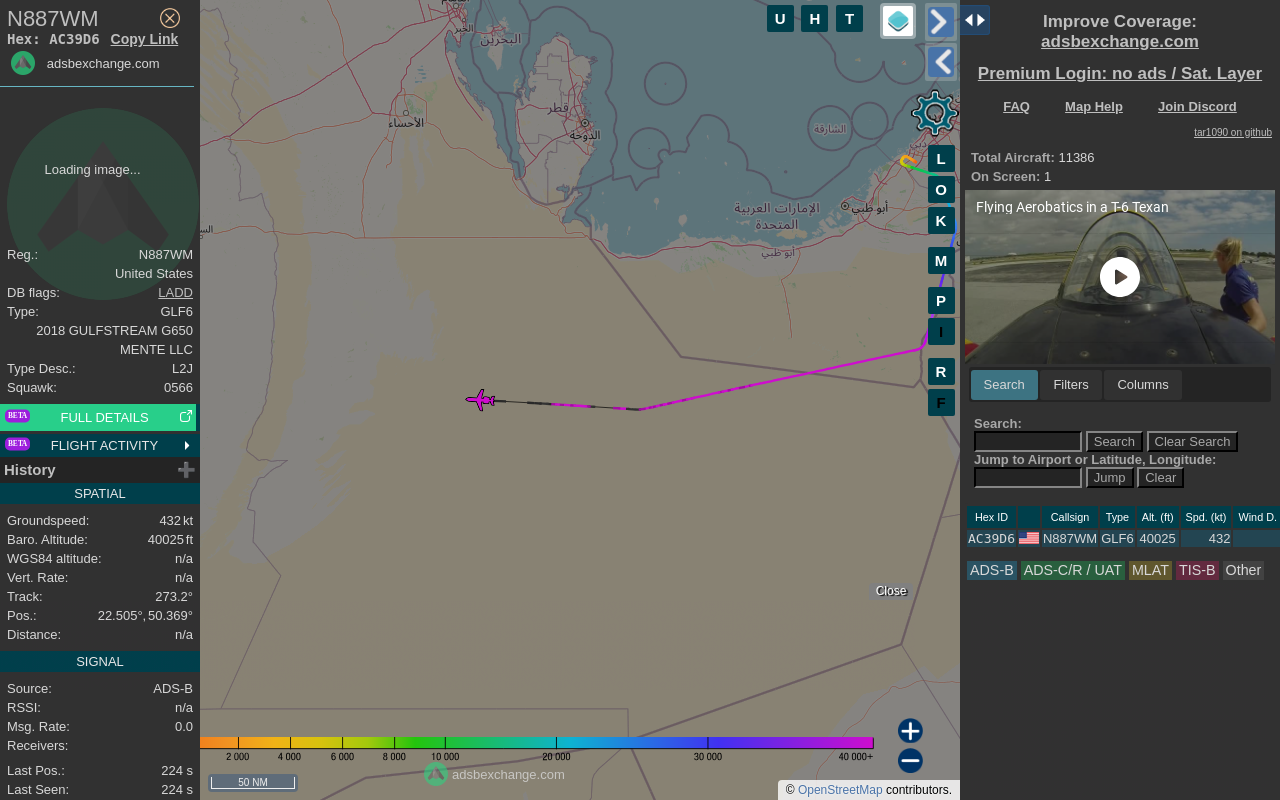 N887WM
Hex: AC39D6 Copy Link
adsbexchange.com
Loading image...
Reg.: N887WM
United States
DB flags: LADD
Type: GLF6
2018 GULFSTREAM G650
MENTE LLC
Type Desc.: L2J
Squawk: 0566
BETA FULL DETAILS
BETA FLIGHT ACTIVITY
History
SPATIAL
Groundspeed: 432 kt
Baro. Altitude: 40025 ft
WGS84 altitude: n/a
Vert. Rate: n/a
Track: 273.2°
Pos.: 22.505°, 50.369°
Distance: n/a
SIGNAL
Source: ADS-B
RSSI: n/a
Msg. Rate: 0.0
Receivers:
Last Pos.: 224 s
Last Seen: 224 s
الخبر
البحرين
قطر
الدوحة
الأحساء
الشارقة
الإمارات العربية
المتحدة
أبو ظبي
أبو ظبي
U H T
L
O
K
M
P
I
R
F
Close
2 000 4 000 6 000 8 000 10 000 20 000 30 000 40 000+
adsbexchange.com
50 NM
© OpenStreetMap contributors.
Improve Coverage:
adsbexchange.com
Premium Login: no ads / Sat. Layer
FAQ Map Help Join Discord
tar1090 on github
Total Aircraft: 11386
On Screen: 1
Flying Aerobatics in a T-6 Texan
Search Filters Columns
Search:
Search Clear Search
Jump to Airport or Latitude, Longitude:
Jump Clear
Hex ID Callsign Type Alt. (ft) Spd. (kt) Wind D.
AC39D6 N887WM GLF6 40025 432
ADS-B ADS-C/R / UAT MLAT TIS-B Other